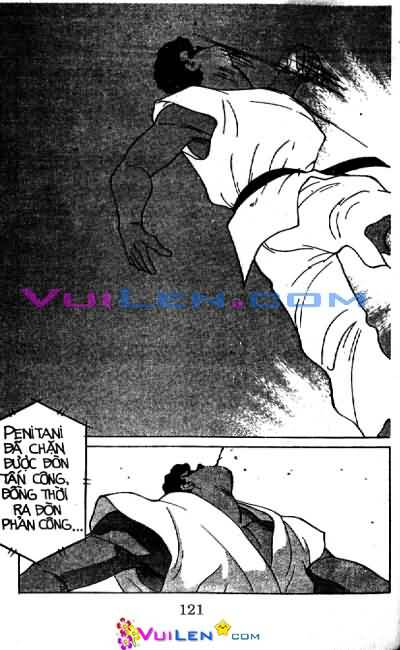 VuiLen.com
PENITANI
ĐÃ CHẶN
ĐƯỢC ĐÒN
TẤN CÔNG,
ĐỒNG THỜI
RA ĐÒN
PHẢN CÔNG...
121
VuiLen.com